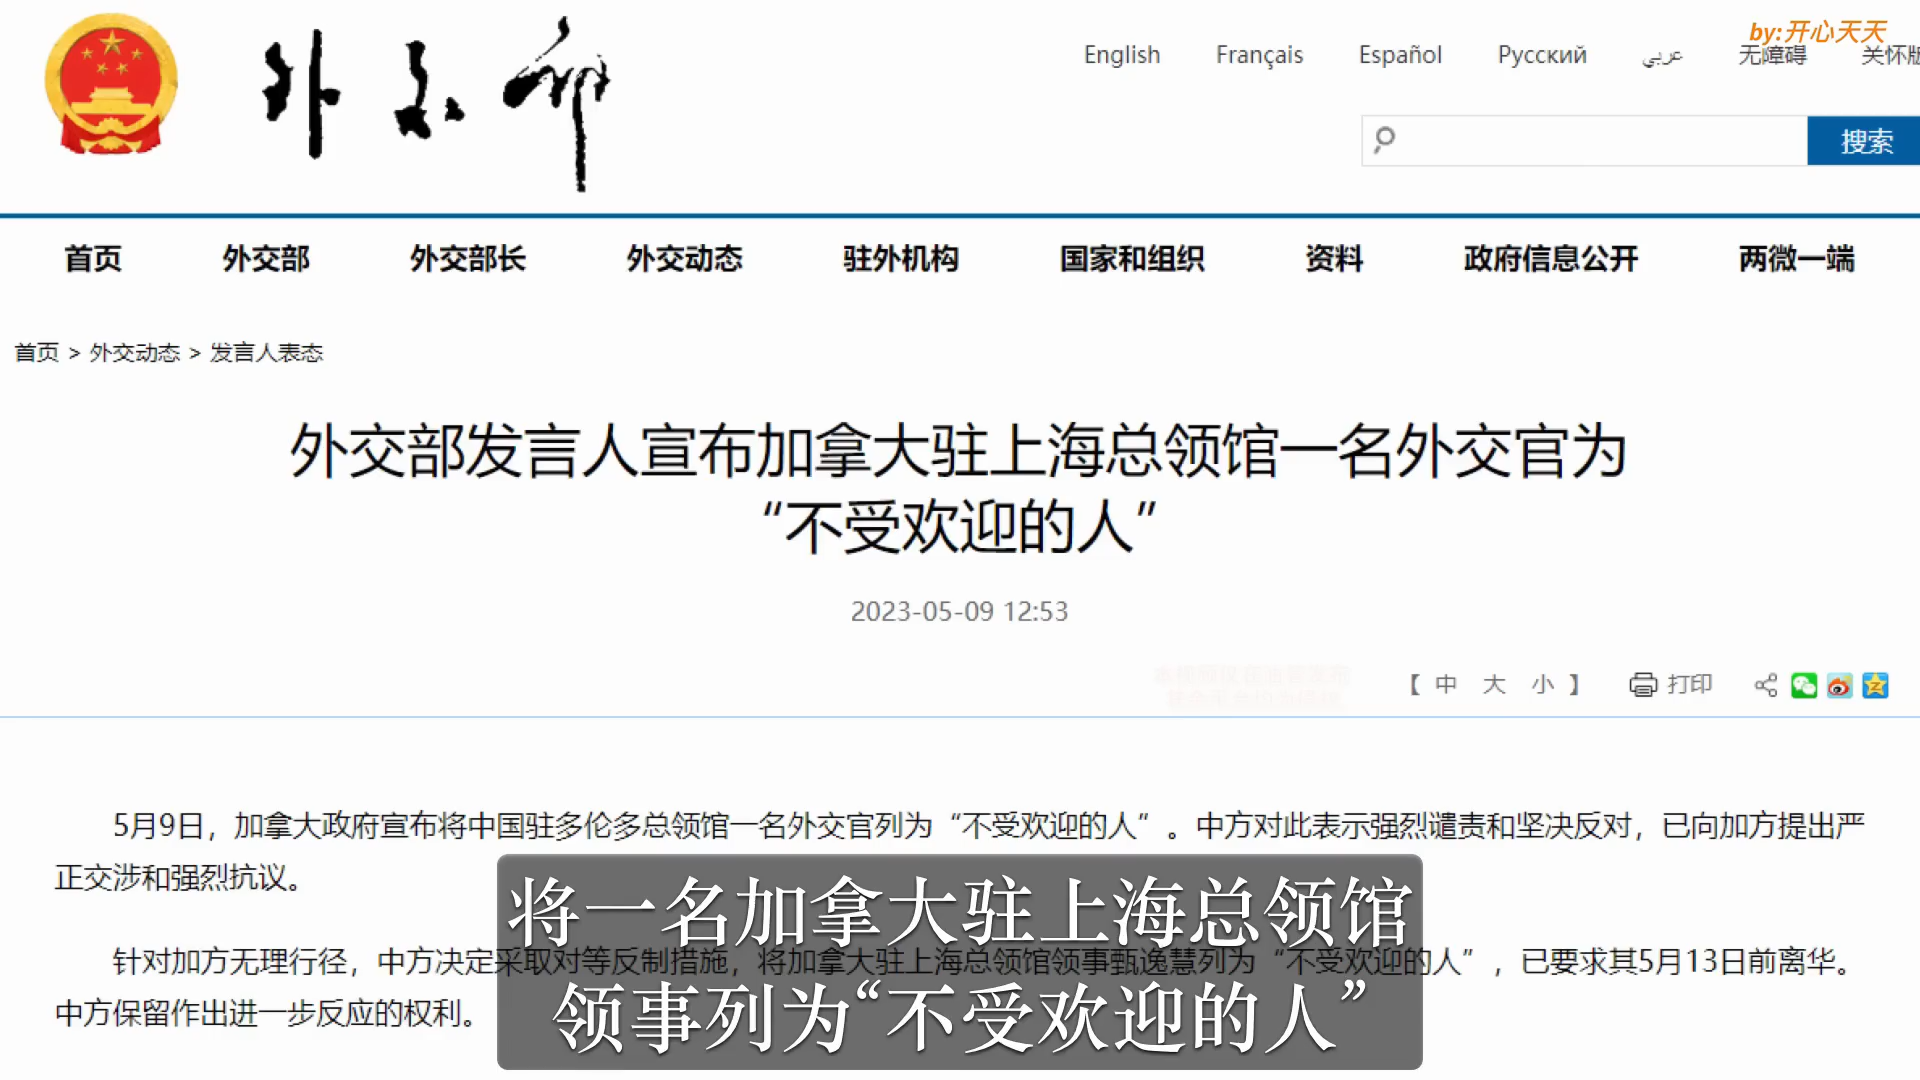 外交部
English Français Español Русский عربي 无障碍 关怀版
by:开心天天
搜索
首页 外交部 外交部长 外交动态 驻外机构 国家和组织 资料 政府信息公开 两微一端
首页 > 外交动态 > 发言人表态
外交部发言人宣布加拿大驻上海总领馆一名外交官为
“不受欢迎的人”
2023-05-09 12:53
【 中 大 小 】 打印
5月9日，加拿大政府宣布将中国驻多伦多总领馆一名外交官列为“不受欢迎的人”。中方对此表示强烈谴责和坚决反对，已向加方提出严
正交涉和强烈抗议。
针对加方无理行径，中方决定采取对等反制措施，将加拿大驻上海总领馆领事甄逸慧列为“不受欢迎的人”，已要求其5月13日前离华。
中方保留作出进一步反应的权利。
将一名加拿大驻上海总领馆
领事列为“不受欢迎的人”